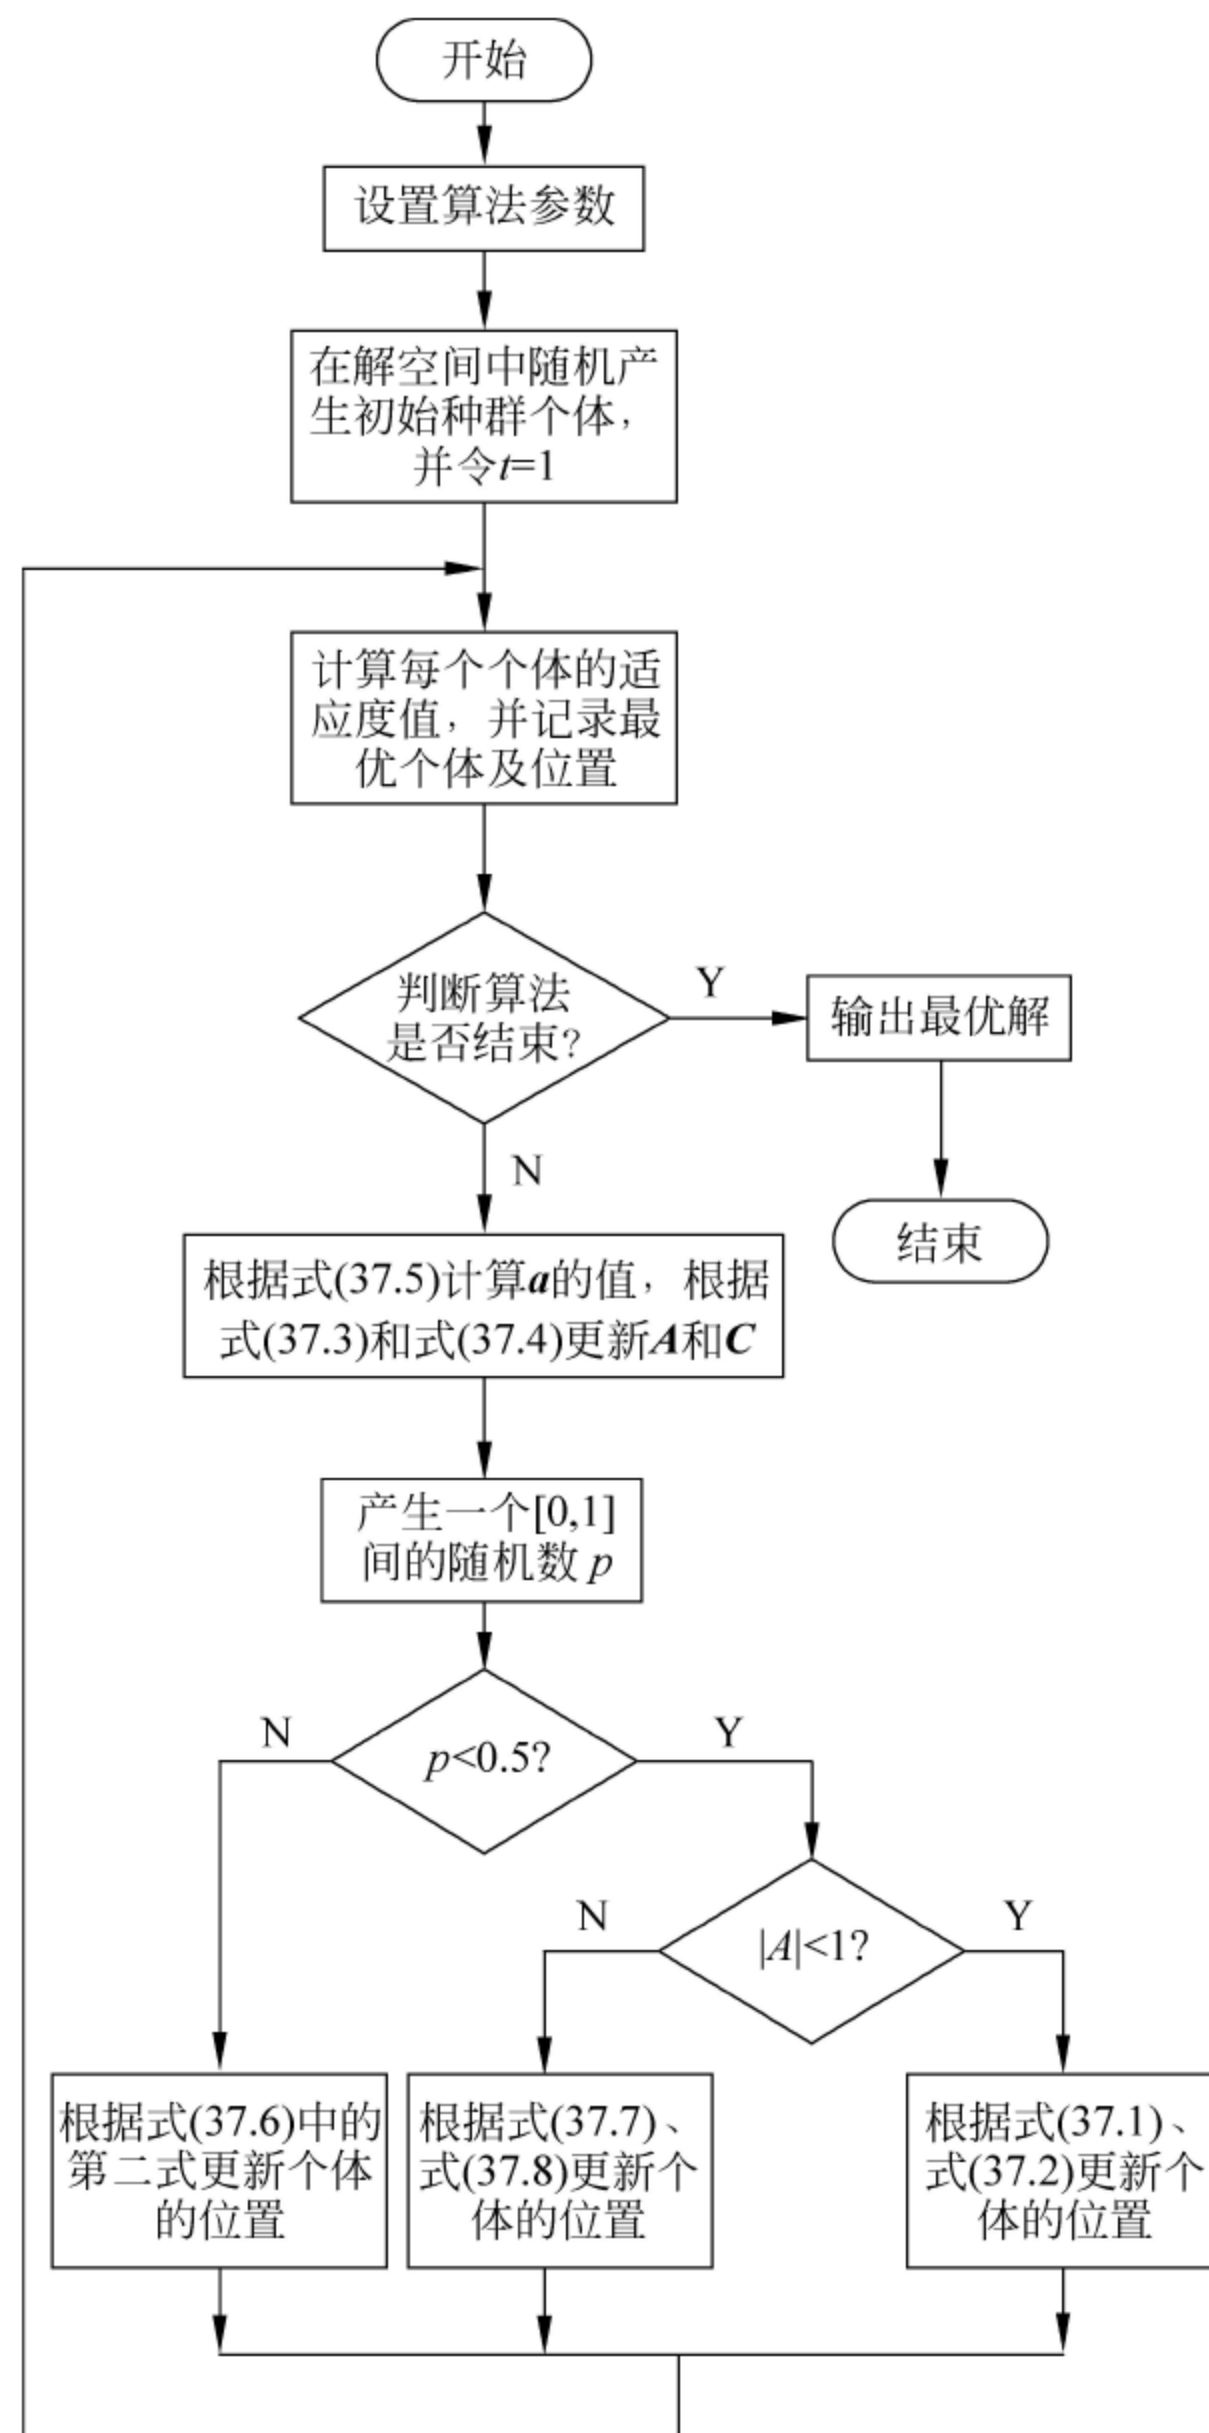 开始
设置算法参数
在解空间中随机产
生初始种群个体，
并令t=1
计算每个个体的适
应度值，并记录最
优个体及位置
判断算法
是否结束?
Y
输出最优解
N
结束
根据式(37.5)计算a的值，根据
式(37.3)和式(37.4)更新A和C
产生一个[0,1]
间的随机数 p
N
p<0.5?
Y
N
|A|<1?
Y
根据式(37.6)中的
第二式更新个体
的位置
根据式(37.7)、
式(37.8)更新个
体的位置
根据式(37.1)、
式(37.2)更新个
体的位置